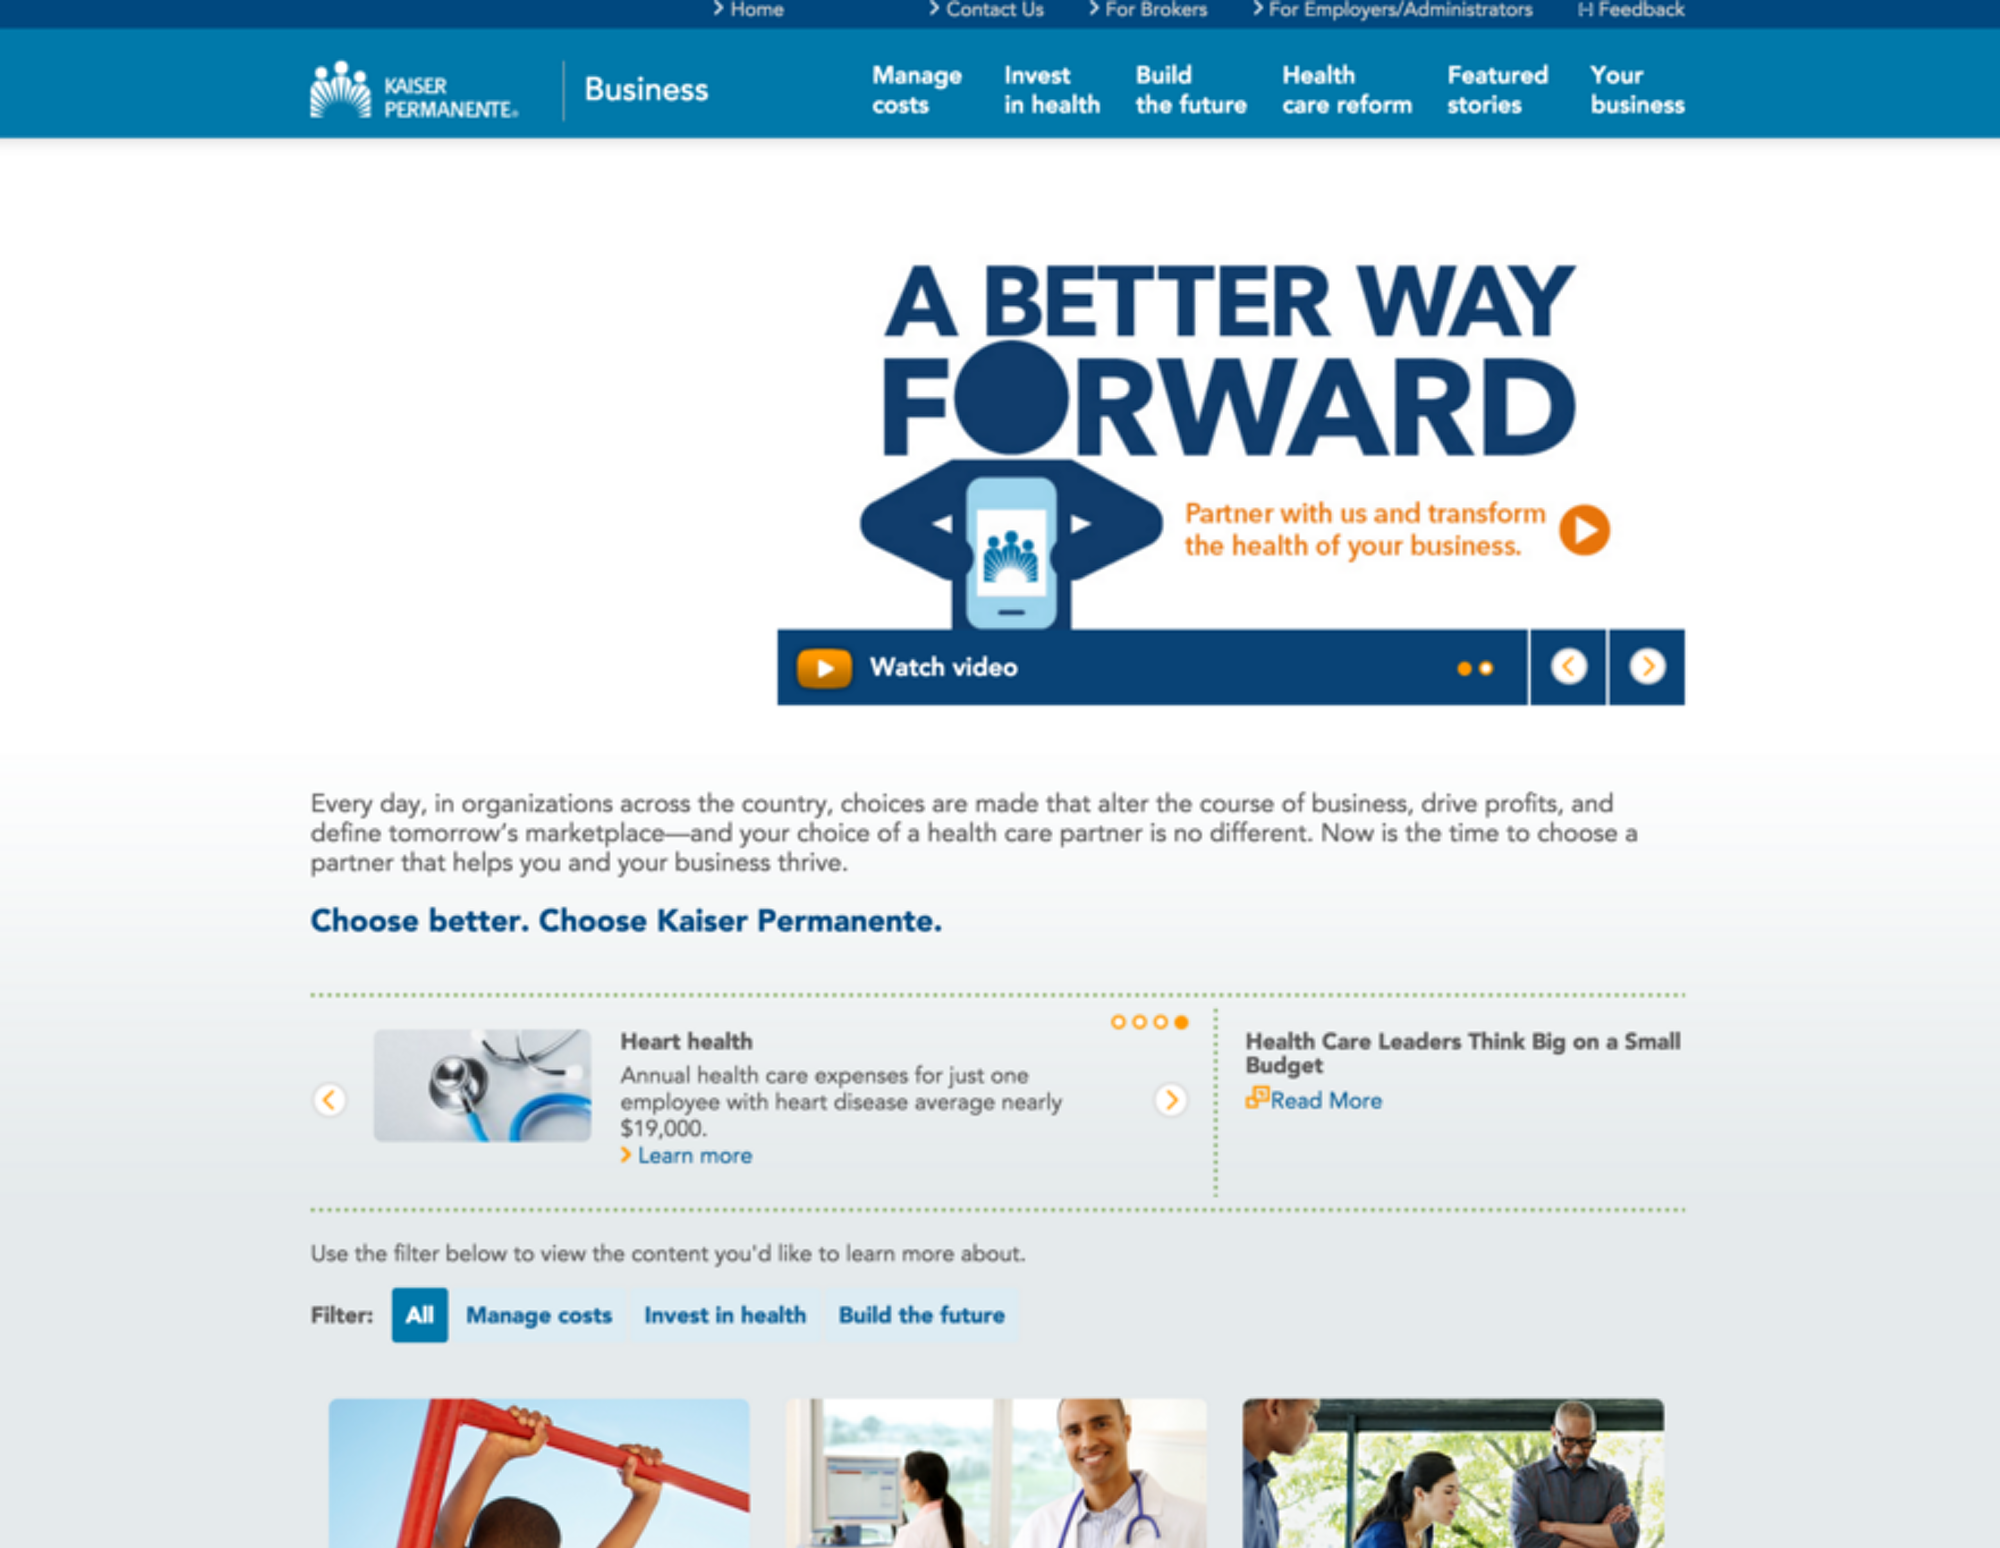 Home
Contact Us
For Brokers
For Employers/Administrators
[-] Feedback
KAISER
PERMANENTE®
Business
Manage
costs
Invest
in health
Build
the future
Health
care reform
Featured
stories
Your
business
A BETTER WAY
FORWARD
Partner with us and transform
the health of your business.
Watch video
Every day, in organizations across the country, choices are made that alter the course of business, drive profits, and
define tomorrow's marketplace—and your choice of a health care partner is no different. Now is the time to choose a
partner that helps you and your business thrive.
Choose better. Choose Kaiser Permanente.
Heart health
Annual health care expenses for just one
employee with heart disease average nearly
$19,000.
Learn more
Health Care Leaders Think Big on a Small
Budget
Read More
Use the filter below to view the content you'd like to learn more about.
Filter:
All
Manage costs
Invest in health
Build the future